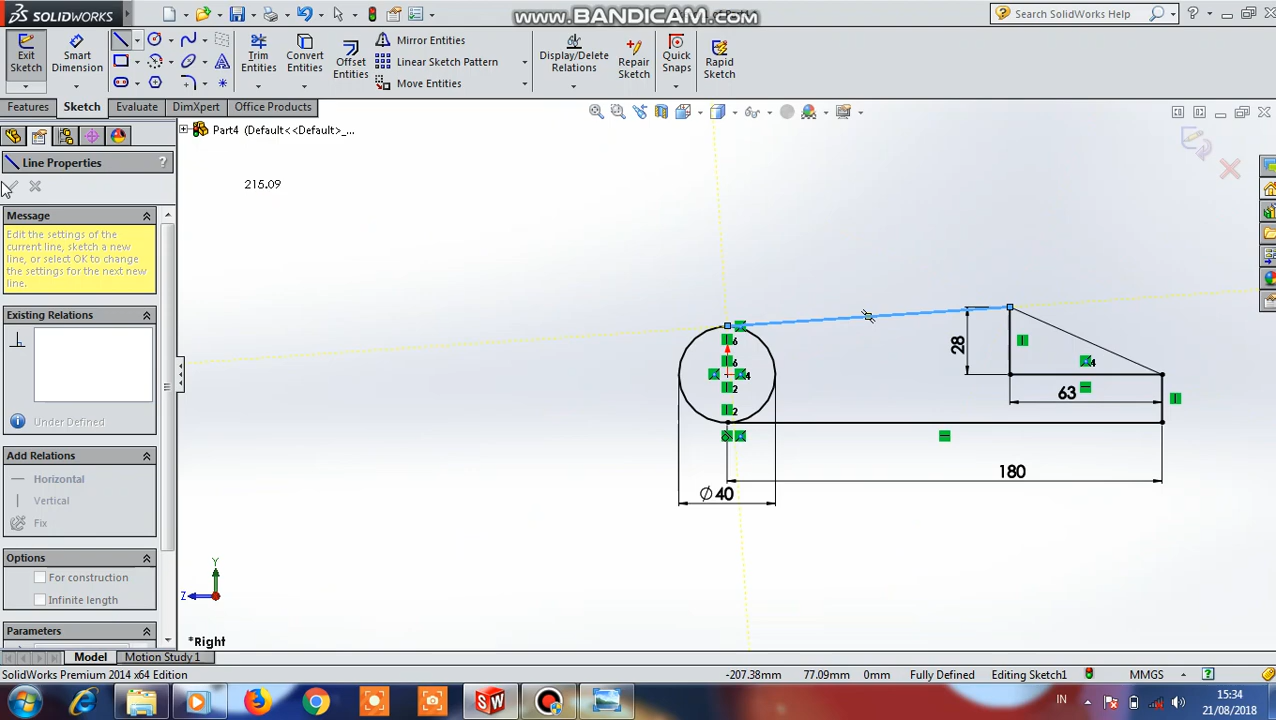 SOLIDWORKS
www.BANDICAM.com
Search SolidWorks Help
Exit Sketch
Smart Dimension
Trim Entities
Convert Entities
Offset Entities
Mirror Entities
Linear Sketch Pattern
Move Entities
Display/Delete Relations
Repair Sketch
Quick Snaps
Rapid Sketch
Features
Sketch
Evaluate
DimXpert
Office Products
Part4 (Default<<Default>_...
Line Properties
?
215.09
Message
Edit the settings of the
current line, sketch a new
line, or select OK to change
the settings for the next new
line.
Existing Relations
Under Defined
Add Relations
Horizontal
Vertical
Fix
Options
For construction
Infinite length
Parameters
28
63
180
Ø40
6
6
4
2
2
4
Y
Z
*Right
Model
Motion Study 1
SolidWorks Premium 2014 x64 Edition
-207.38mm 77.09mm 0mm Fully Defined Editing Sketch1 MMGS
IN
15:34
21/08/2018